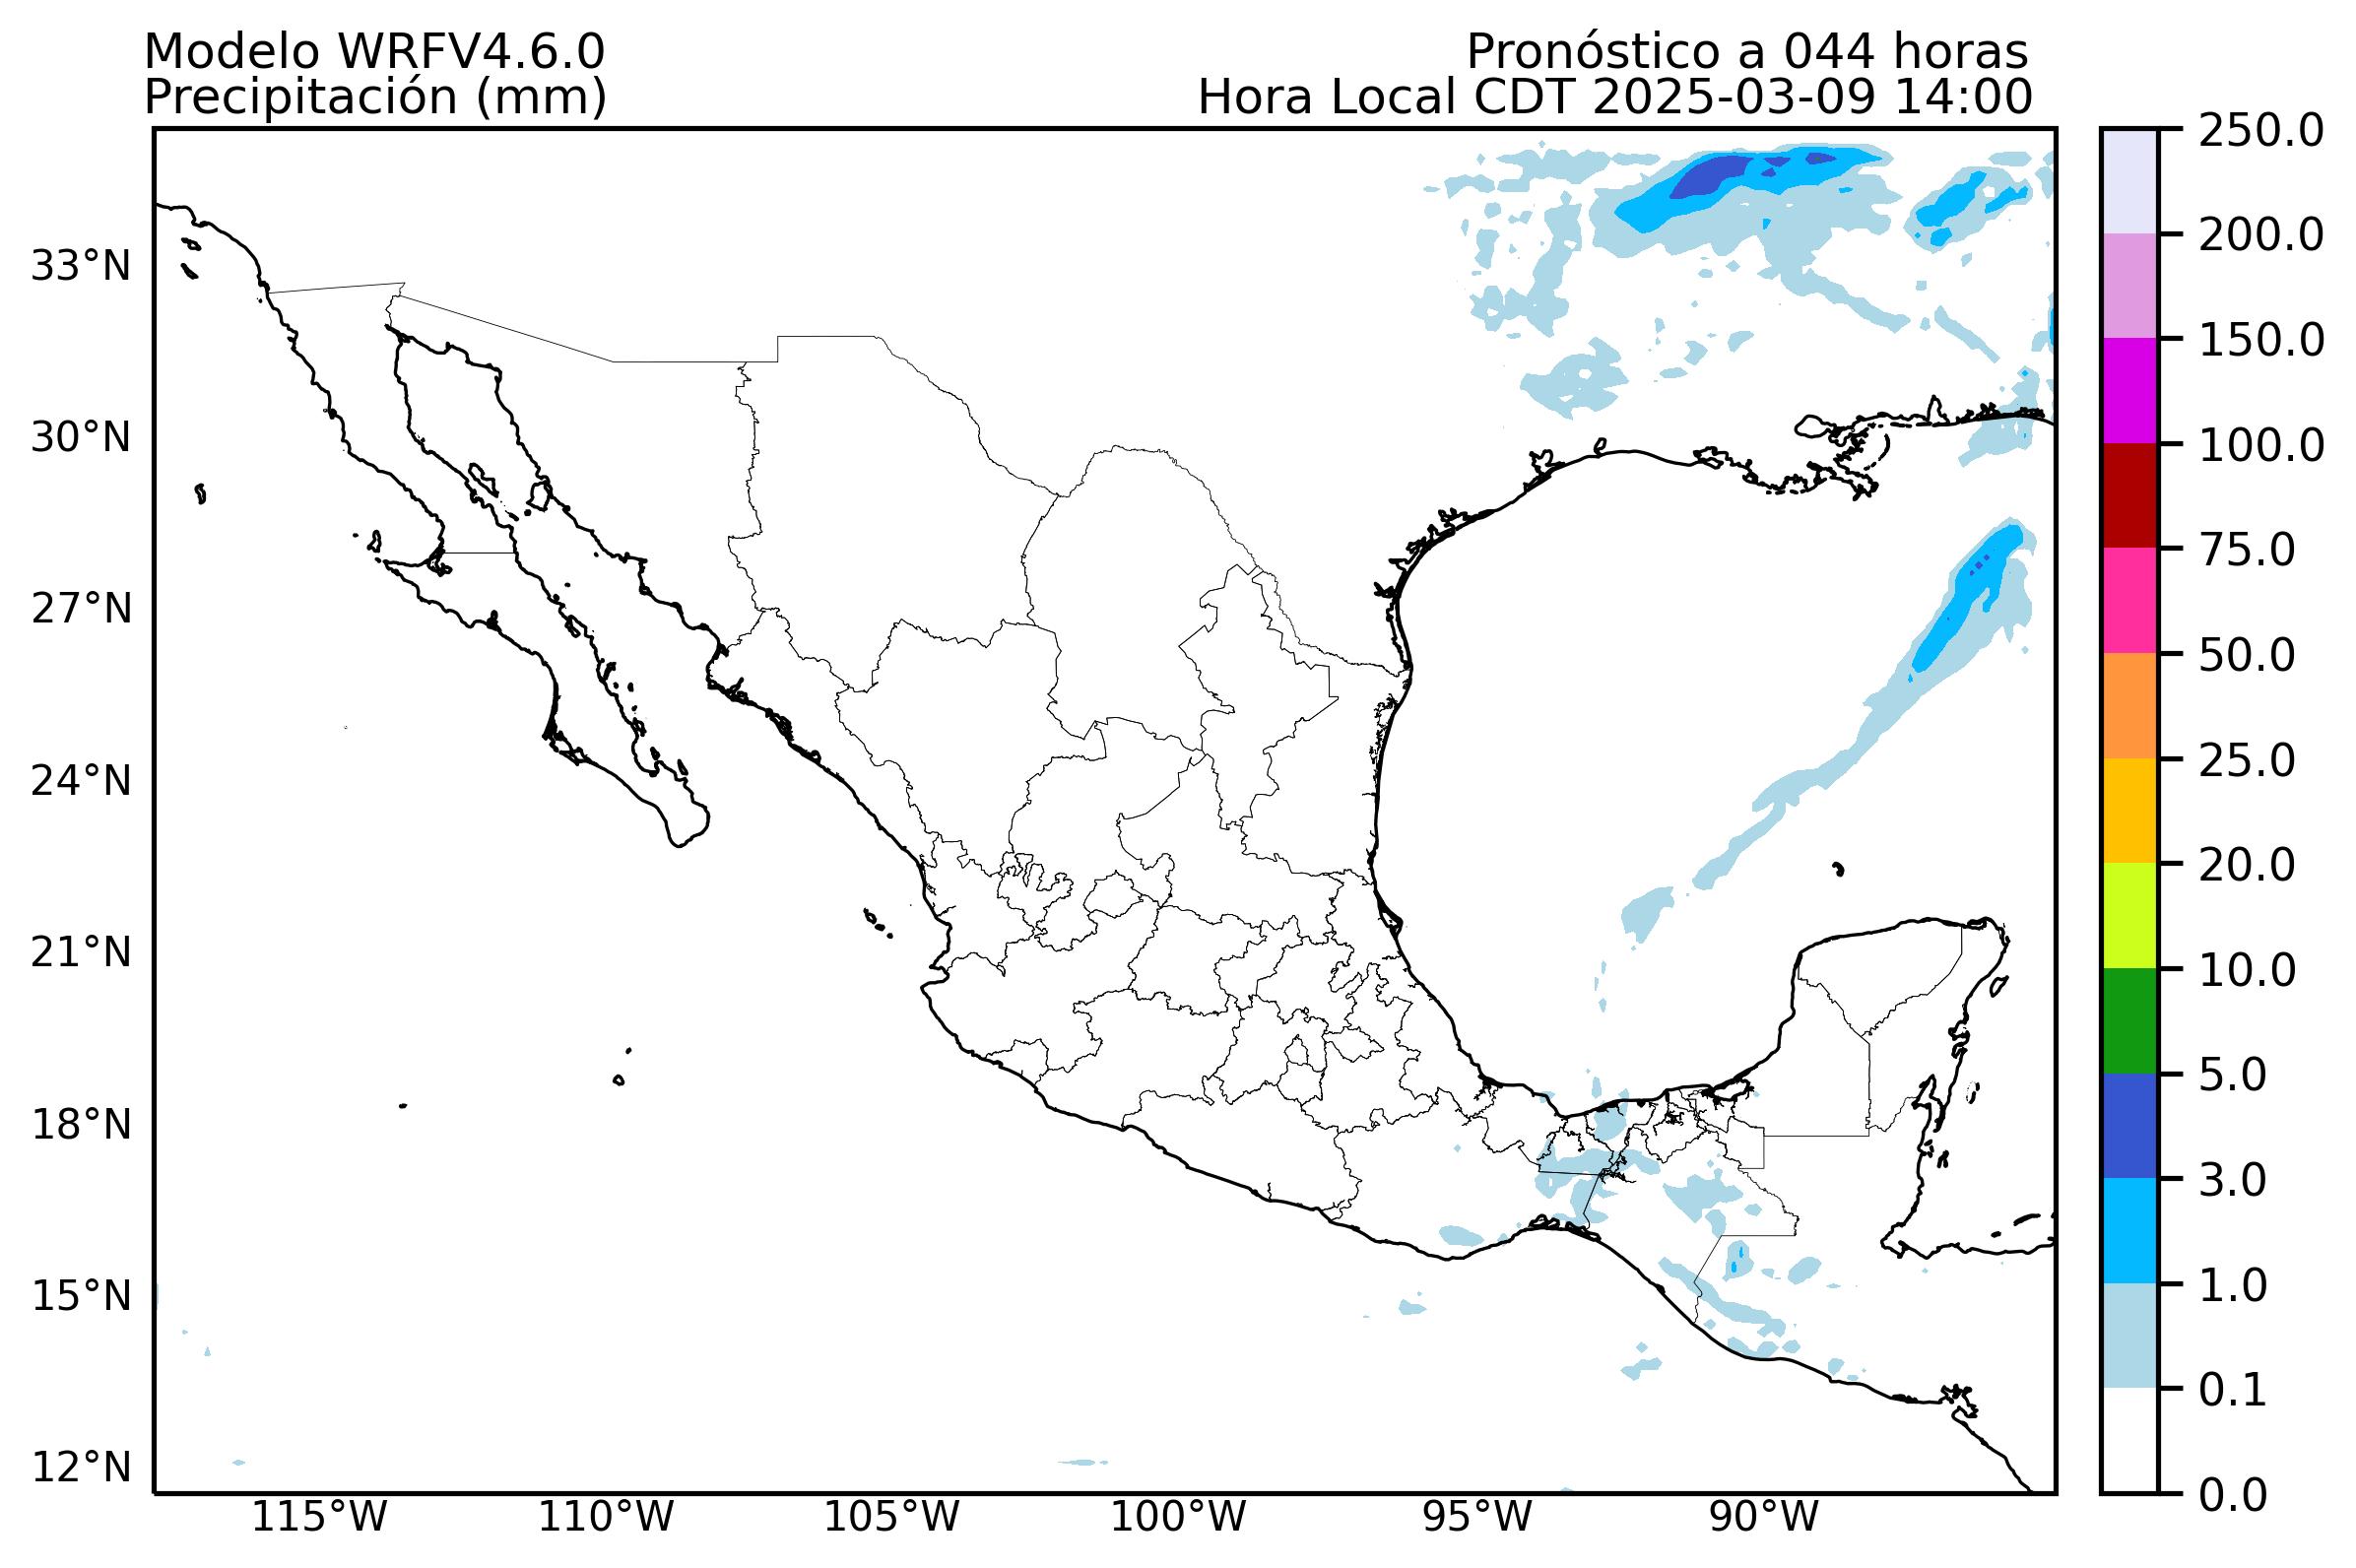 Modelo WRFV4.6.0
Precipitación (mm)
Pronóstico a 044 horas
Hora Local CDT 2025-03-09 14:00
33°N
30°N
27°N
24°N
21°N
18°N
15°N
12°N
115°W
110°W
105°W
100°W
95°W
90°W
250.0
200.0
150.0
100.0
75.0
50.0
25.0
20.0
10.0
5.0
3.0
1.0
0.1
0.0